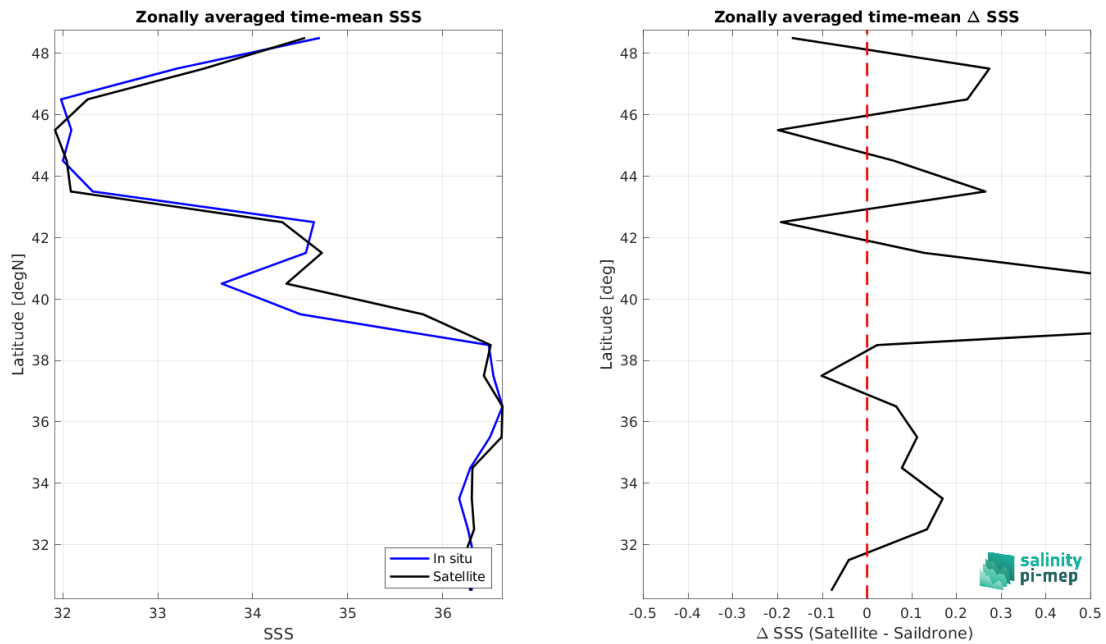 Zonally averaged time-mean SSS
48
46
44
42
40
38
36
34
32
Latitude [degN]
32 33 34 35 36
SSS
In situ
Satellite
Zonally averaged time-mean Δ SSS
48
46
44
42
40
38
36
34
32
Latitude [deg]
-0.5 -0.4 -0.3 -0.2 -0.1 0 0.1 0.2 0.3 0.4 0.5
Δ SSS (Satellite - Saildrone)
salinity
pi-mep